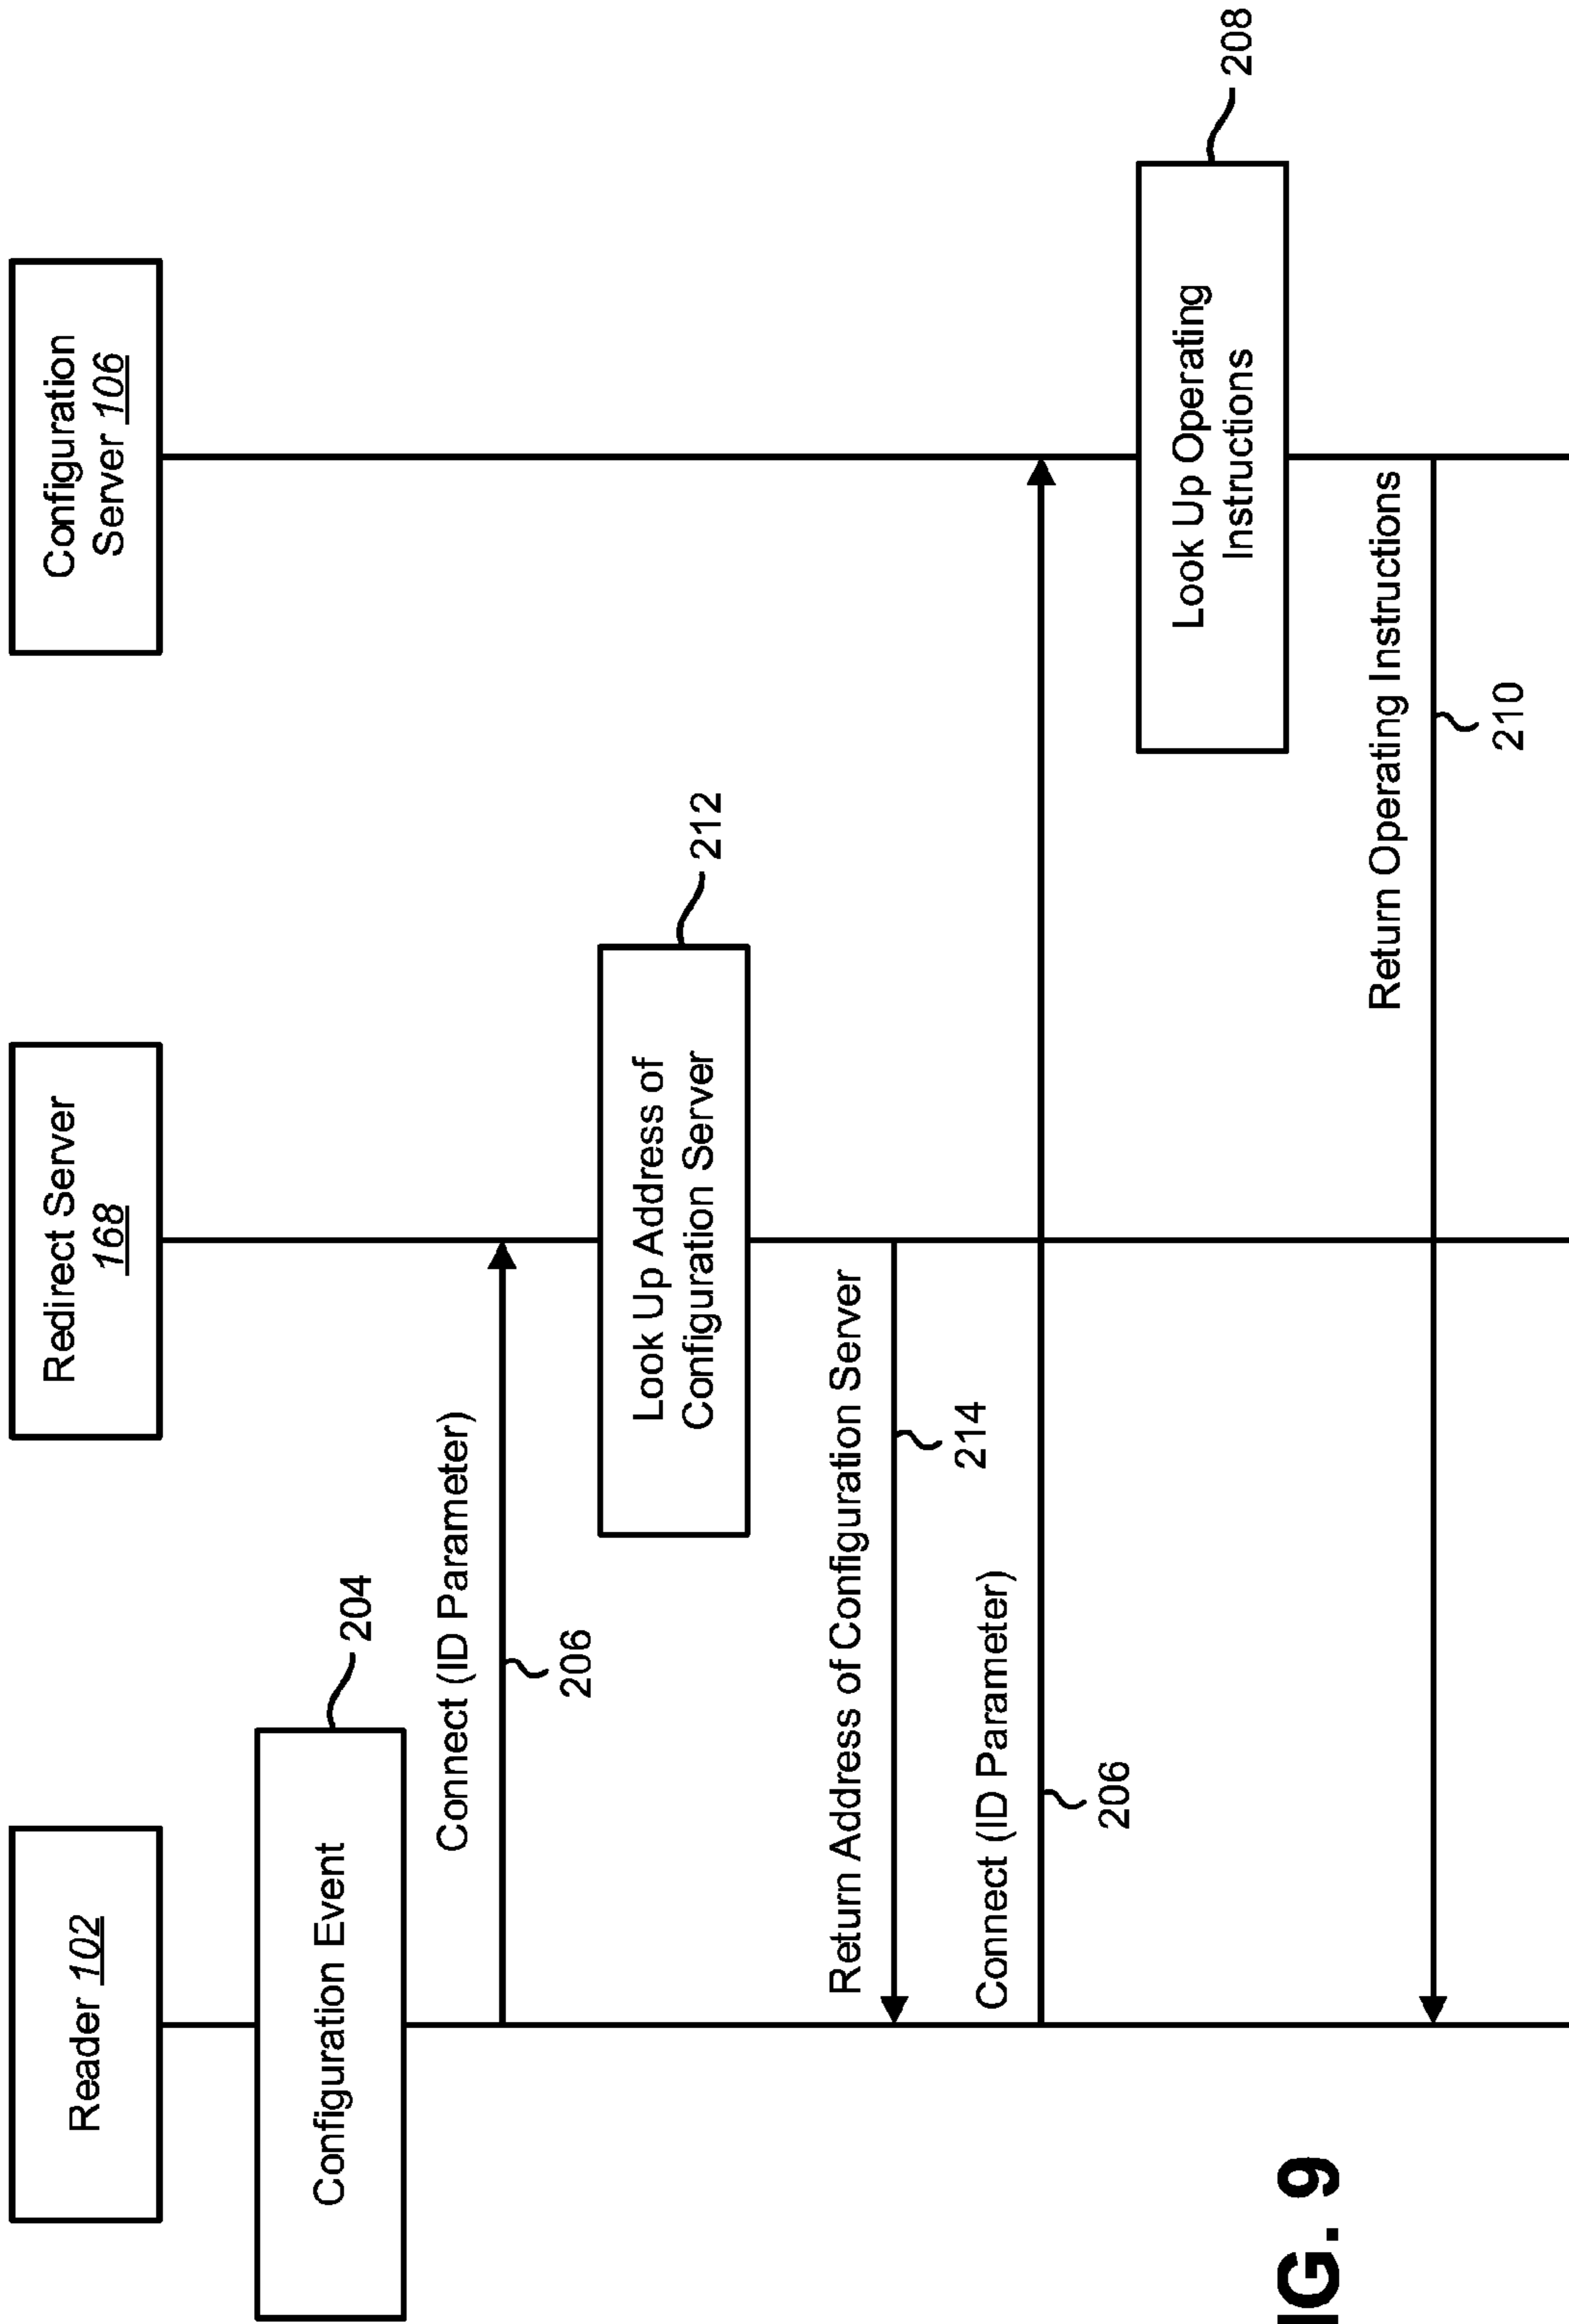 Reader 102
Redirect Server
168
Configuration
Server 106
Configuration Event
204
Connect (ID Parameter)
206
Look Up Address of
Configuration Server
212
Return Address of Configuration Server
214
Connect (ID Parameter)
206
Look Up Operating
Instructions
208
Return Operating Instructions
210
IG. 9